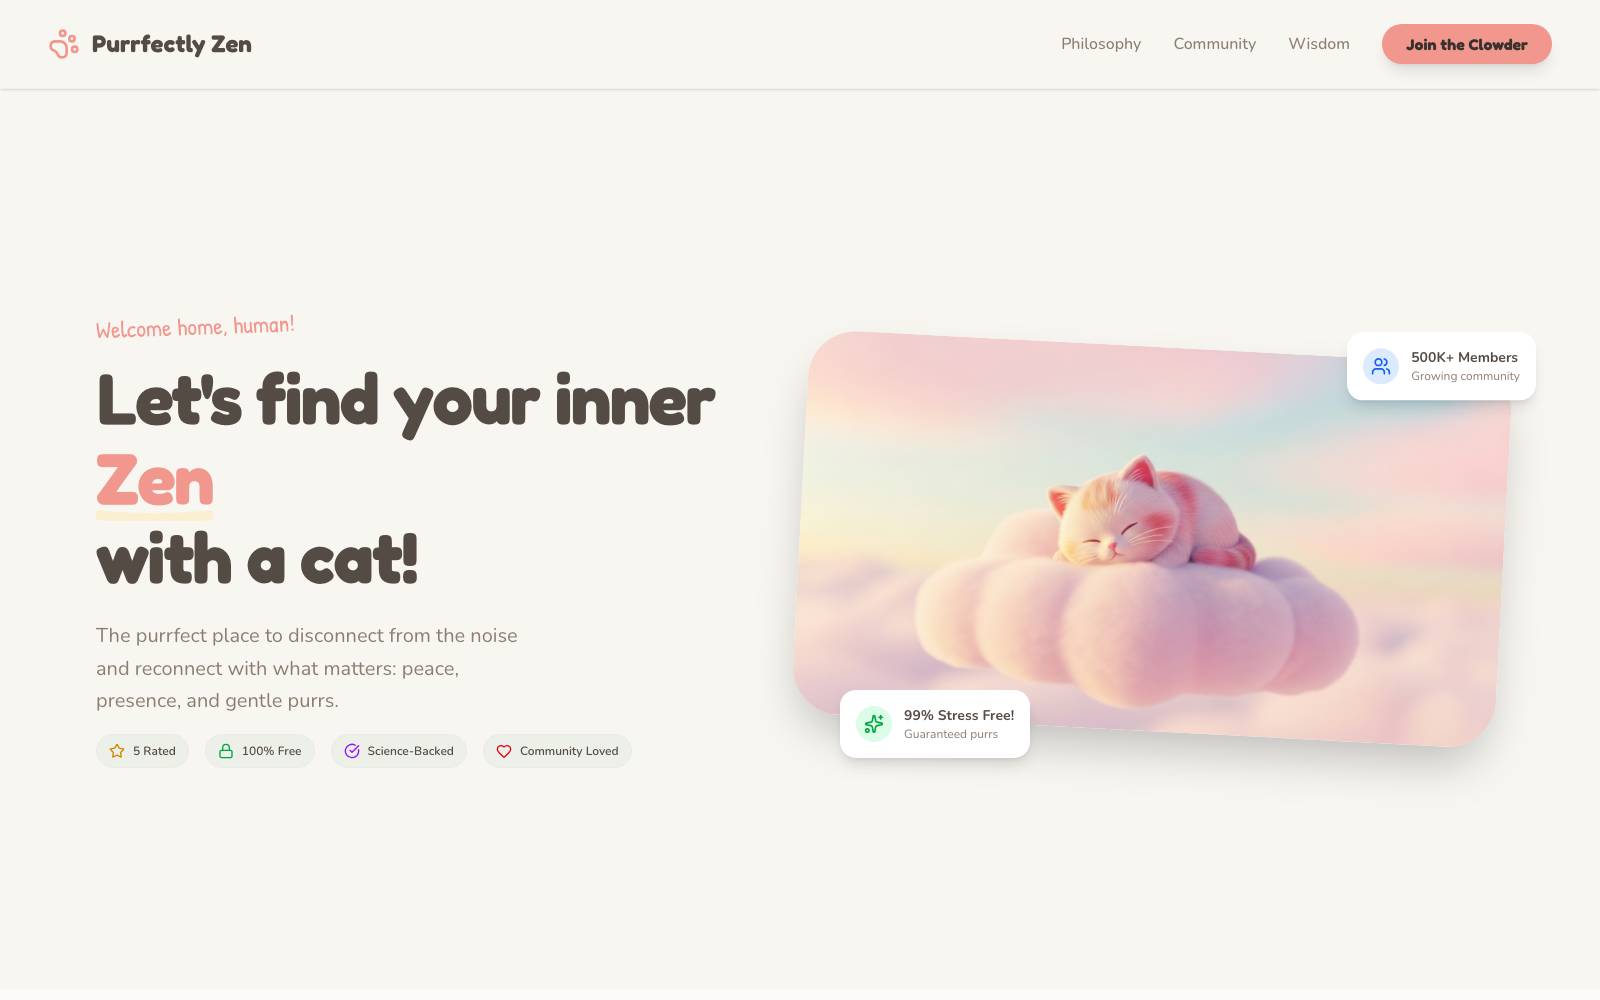 Purrfectly Zen
Philosophy
Community
Wisdom
Join the Clowder
Welcome home, human!
Let's find your inner
Zen
with a cat!
The purrfect place to disconnect from the noise
and reconnect with what matters: peace,
presence, and gentle purrs.
5 Rated
100% Free
Science-Backed
Community Loved
500K+ Members
Growing community
99% Stress Free!
Guaranteed purrs